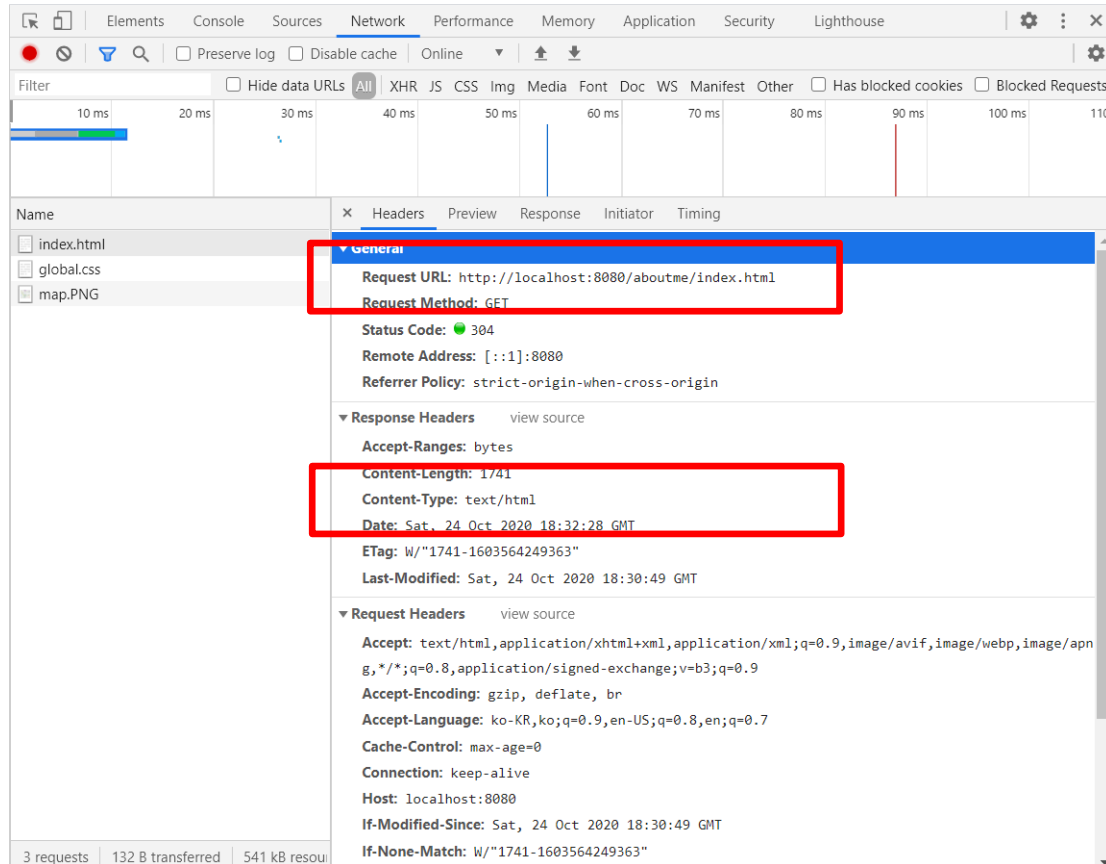 Elements Console Sources Network Performance Memory Application Security Lighthouse
Preserve log Disable cache Online
Filter Hide data URLs All XHR JS CSS Img Media Font Doc WS Manifest Other Has blocked cookies Blocked Requests
10 ms 20 ms 30 ms 40 ms 50 ms 60 ms 70 ms 80 ms 90 ms 100 ms 110
Name
index.html
global.css
map.PNG
× Headers Preview Response Initiator Timing
General
Request URL: http://localhost:8080/aboutme/index.html
Request Method: GET
Status Code: 304
Remote Address: [::1]:8080
Referrer Policy: strict-origin-when-cross-origin
Response Headers view source
Accept-Ranges: bytes
Content-Length: 1741
Content-Type: text/html
Date: Sat, 24 Oct 2020 18:32:28 GMT
ETag: W/"1741-1603564249363"
Last-Modified: Sat, 24 Oct 2020 18:30:49 GMT
Request Headers view source
Accept: text/html,application/xhtml+xml,application/xml;q=0.9,image/avif,image/webp,image/apn
g,*/*;q=0.8,application/signed-exchange;v=b3;q=0.9
Accept-Encoding: gzip, deflate, br
Accept-Language: ko-KR,ko;q=0.9,en-US;q=0.8,en;q=0.7
Cache-Control: max-age=0
Connection: keep-alive
Host: localhost:8080
If-Modified-Since: Sat, 24 Oct 2020 18:30:49 GMT
If-None-Match: W/"1741-1603564249363"
3 requests 132 B transferred 541 kB resou